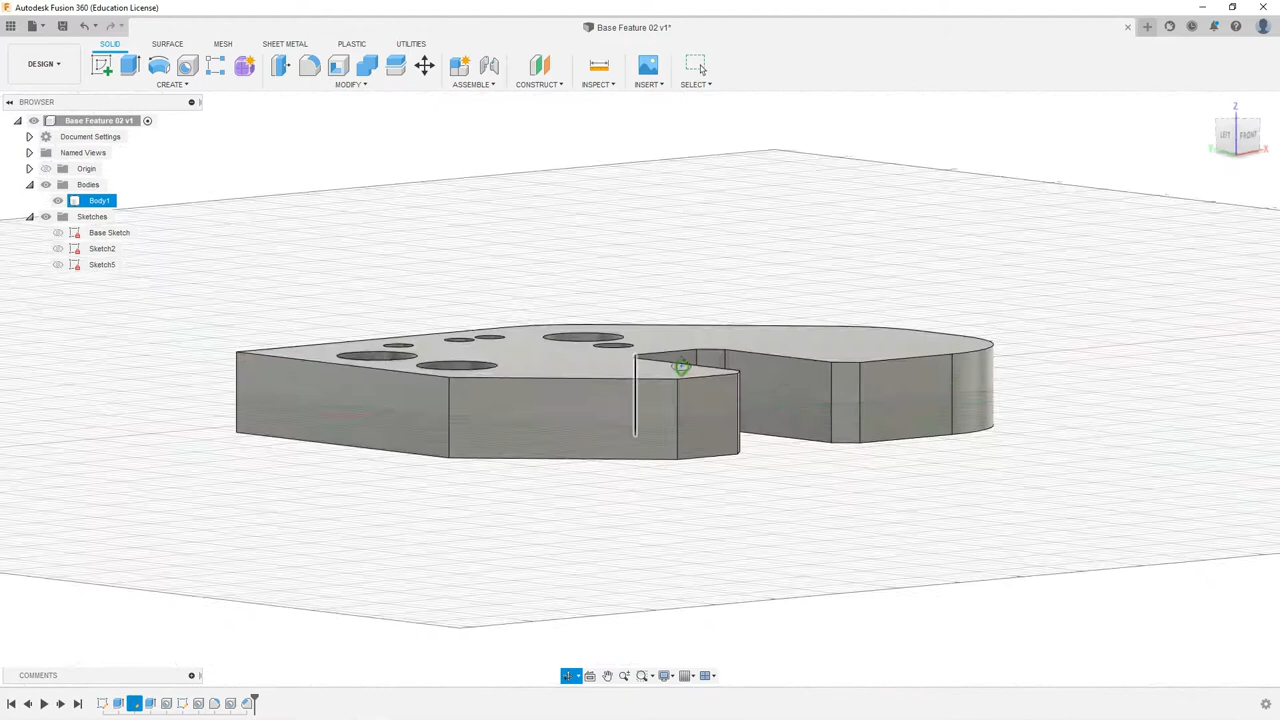 Autodesk Fusion 360 (Education License)
Base Feature 02 v1*
SOLID SURFACE MESH SHEET METAL PLASTIC UTILITIES
DESIGN ▾
CREATE ▾ MODIFY ▾ ASSEMBLE ▾ CONSTRUCT ▾ INSPECT ▾ INSERT ▾ SELECT ▾
BROWSER
Base Feature 02 v1
Document Settings
Named Views
Origin
Bodies
Body1
Sketches
Base Sketch
Sketch2
Sketch5
Z
LEFT FRONT
Y X
COMMENTS